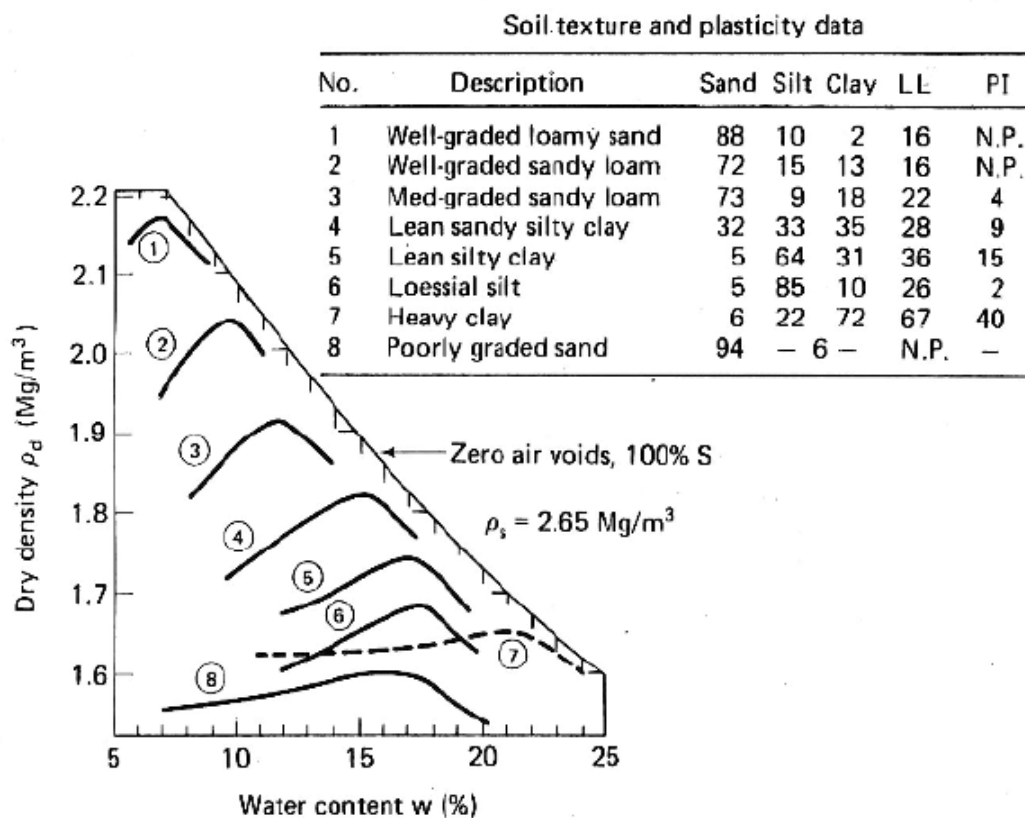 Soil texture and plasticity data
No. Description Sand Silt Clay LL PI
1 Well-graded loamy sand 88 10 2 16 N.P.
2 Well-graded sandy loam 72 15 13 16 N.P.
3 Med-graded sandy loam 73 9 18 22 4
4 Lean sandy silty clay 32 33 35 28 9
5 Lean silty clay 5 64 31 36 15
6 Loessial silt 5 85 10 26 2
7 Heavy clay 6 22 72 67 40
8 Poorly graded sand 94 – 6 – N.P. –
Dry density ρd (Mg/m³)
2.2
2.1
2.0
1.9
1.8
1.7
1.6
1
2
3
4
5
6
7
8
Zero air voids, 100% S
ρs = 2.65 Mg/m³
5 10 15 20 25
Water content w (%)